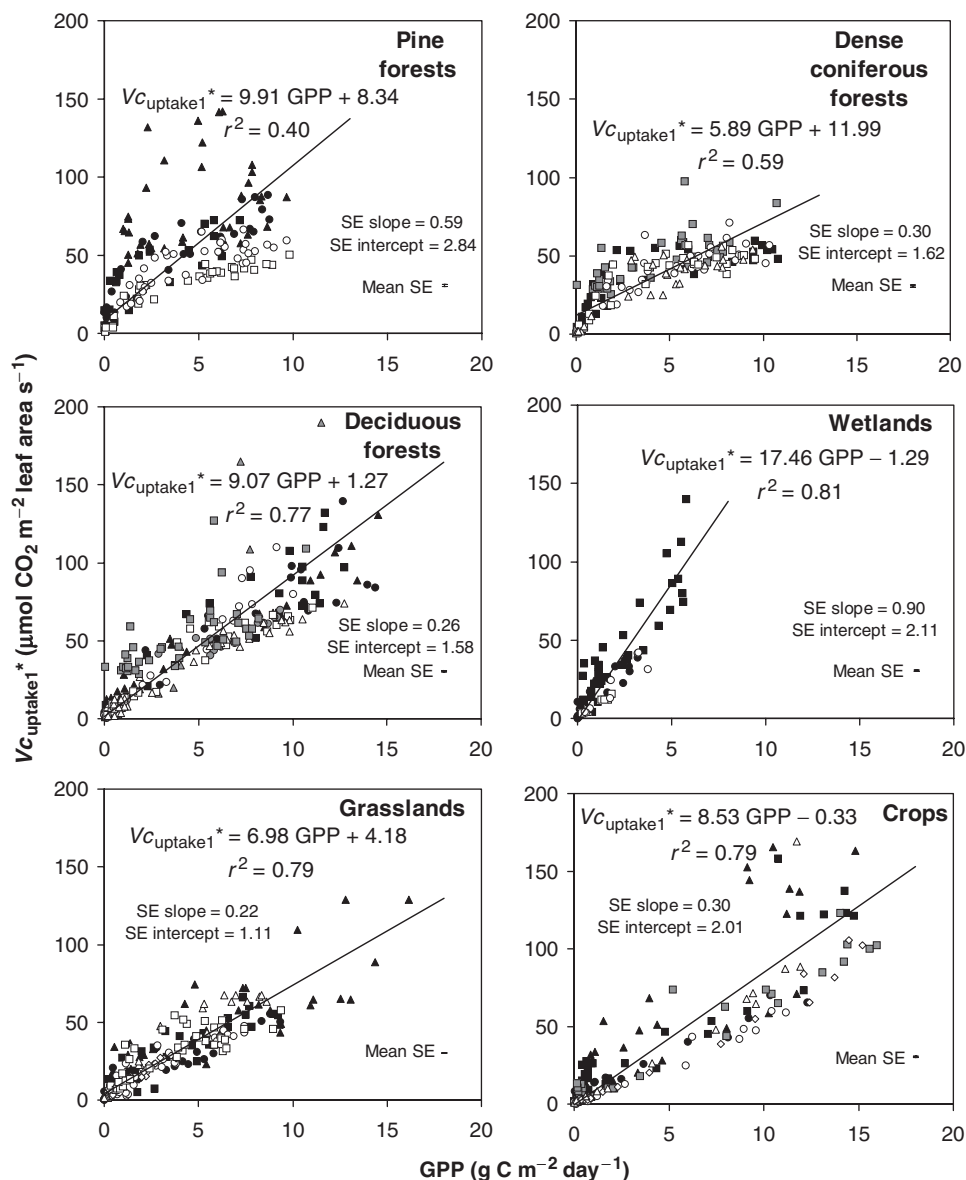 Pine
forests
Vc_uptake1* = 9.91 GPP + 8.34
r² = 0.40
SE slope = 0.59
SE intercept = 2.84
Mean SE
200
150
100
50
0
0 5 10 15 20
Dense
coniferous
forests
Vc_uptake1* = 5.89 GPP + 11.99
r² = 0.59
SE slope = 0.30
SE intercept = 1.62
Mean SE
200
150
100
50
0
0 5 10 15 20
Vc_uptake1* (μmol CO₂ m⁻² leaf area s⁻¹)
Deciduous
forests
Vc_uptake1* = 9.07 GPP + 1.27
r² = 0.77
SE slope = 0.26
SE intercept = 1.58
Mean SE
200
150
100
50
0
0 5 10 15 20
Wetlands
Vc_uptake1* = 17.46 GPP − 1.29
r² = 0.81
SE slope = 0.90
SE intercept = 2.11
Mean SE
200
150
100
50
0
0 5 10 15 20
Grasslands
Vc_uptake1* = 6.98 GPP + 4.18
r² = 0.79
SE slope = 0.22
SE intercept = 1.11
Mean SE
200
150
100
50
0
0 5 10 15 20
Crops
Vc_uptake1* = 8.53 GPP − 0.33
r² = 0.79
SE slope = 0.30
SE intercept = 2.01
Mean SE
200
150
100
50
0
0 5 10 15 20
GPP (g C m⁻² day⁻¹)